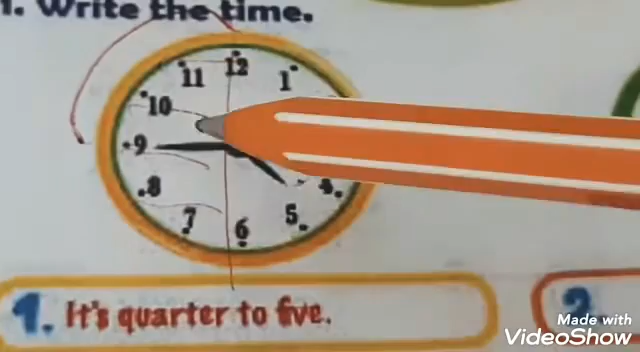 1. Write the time.
11 12 1
10
9
8 4
7 6 5
1. It's quarter to five.
2.
Made with
VideoShow